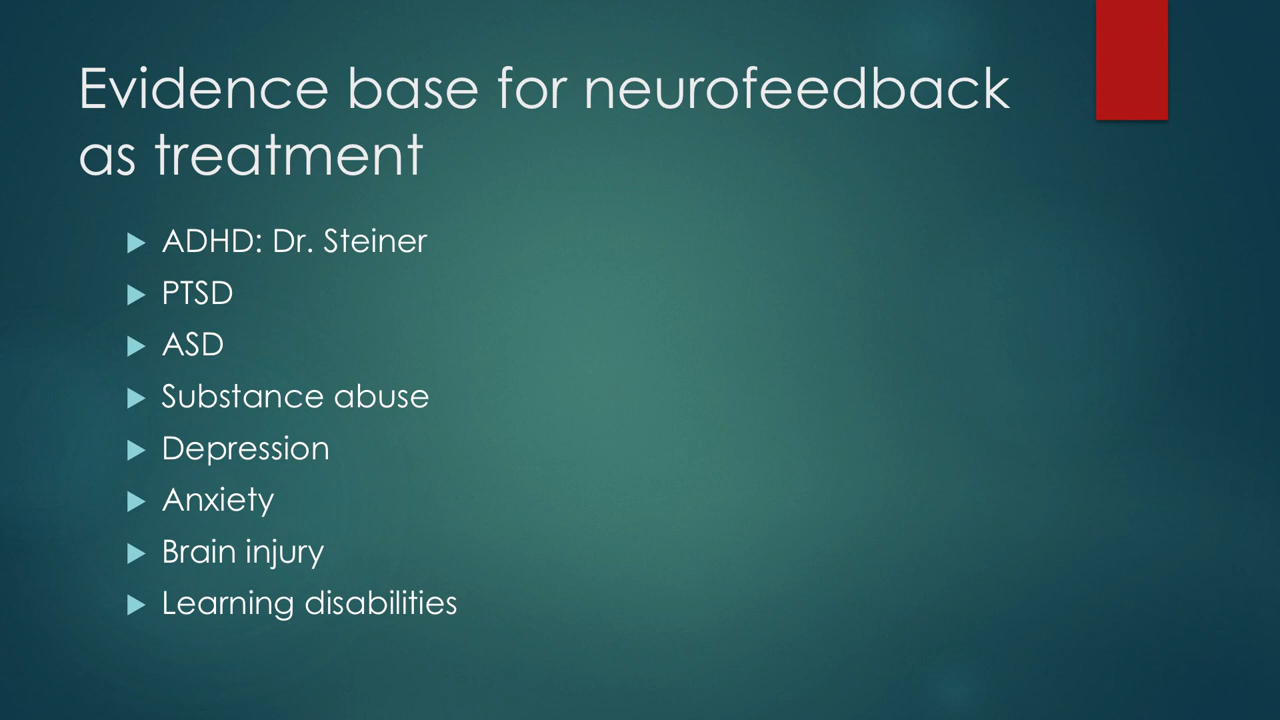 Evidence base for neurofeedback
as treatment
ADHD: Dr. Steiner
PTSD
ASD
Substance abuse
Depression
Anxiety
Brain injury
Learning disabilities